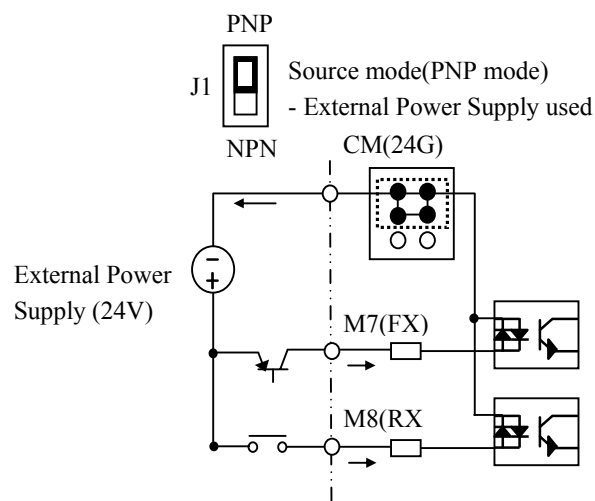 PNP
J1
Source mode(PNP mode)
- External Power Supply used
NPN
CM(24G)
External Power
Supply (24V)
M7(FX)
M8(RX